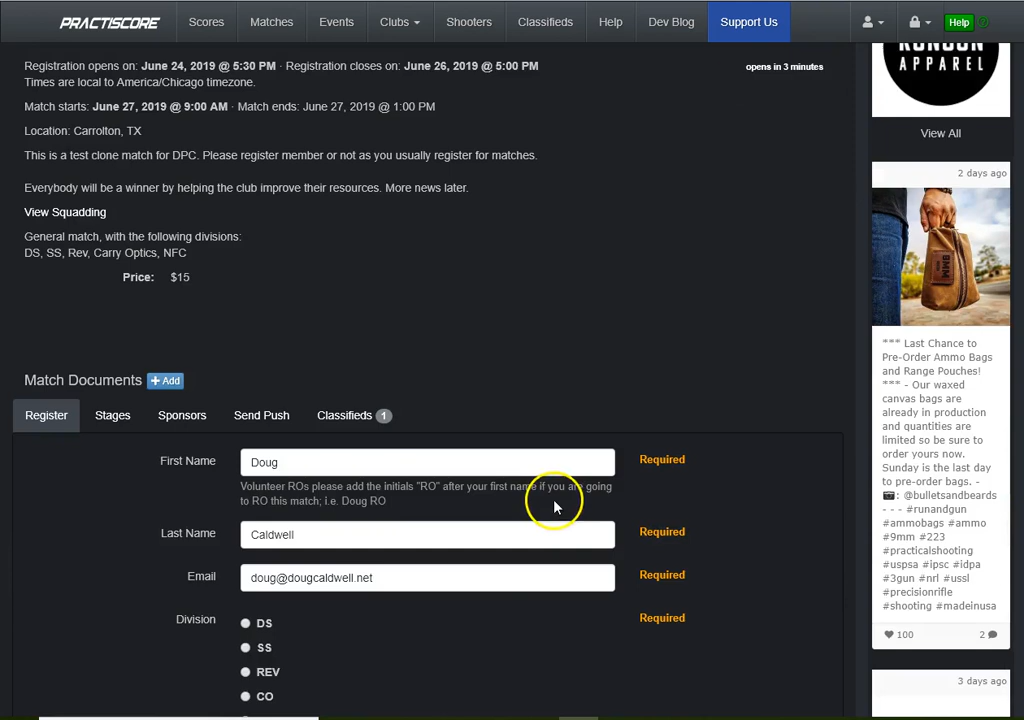 PRACTISCORE Scores Matches Events Clubs Shooters Classifieds Help Dev Blog Support Us Help
Registration opens on: June 24, 2019 @ 5:30 PM · Registration closes on: June 26, 2019 @ 5:00 PM
opens in 3 minutes
Times are local to America/Chicago timezone.
Match starts: June 27, 2019 @ 9:00 AM · Match ends: June 27, 2019 @ 1:00 PM
Location: Carrolton, TX
This is a test clone match for DPC. Please register member or not as you usually register for matches.
Everybody will be a winner by helping the club improve their resources. More news later.
View Squadding
General match, with the following divisions:
DS, SS, Rev, Carry Optics, NFC
Price: $15
Match Documents + Add
Register Stages Sponsors Send Push Classifieds 1
First Name Doug Required
Volunteer ROs please add the initials "RO" after your first name if you are going
to RO this match; i.e. Doug RO
Last Name Caldwell Required
Email doug@dougcaldwell.net Required
Division DS Required
SS
REV
CO
APPAREL
View All
2 days ago
9MM
*** Last Chance to
Pre-Order Ammo Bags
and Range Pouches!
*** - Our waxed
canvas bags are
already in production
and quantities are
limited so be sure to
order yours now.
Sunday is the last day
to pre-order bags. -
: @bulletsandbeards
- - - #runandgun
#ammobags #ammo
#9mm #223
#practicalshooting
#uspsa #ipsc #idpa
#3gun #nrl #ussl
#precisionrifle
#shooting #madeinusa
100 2
3 days ago